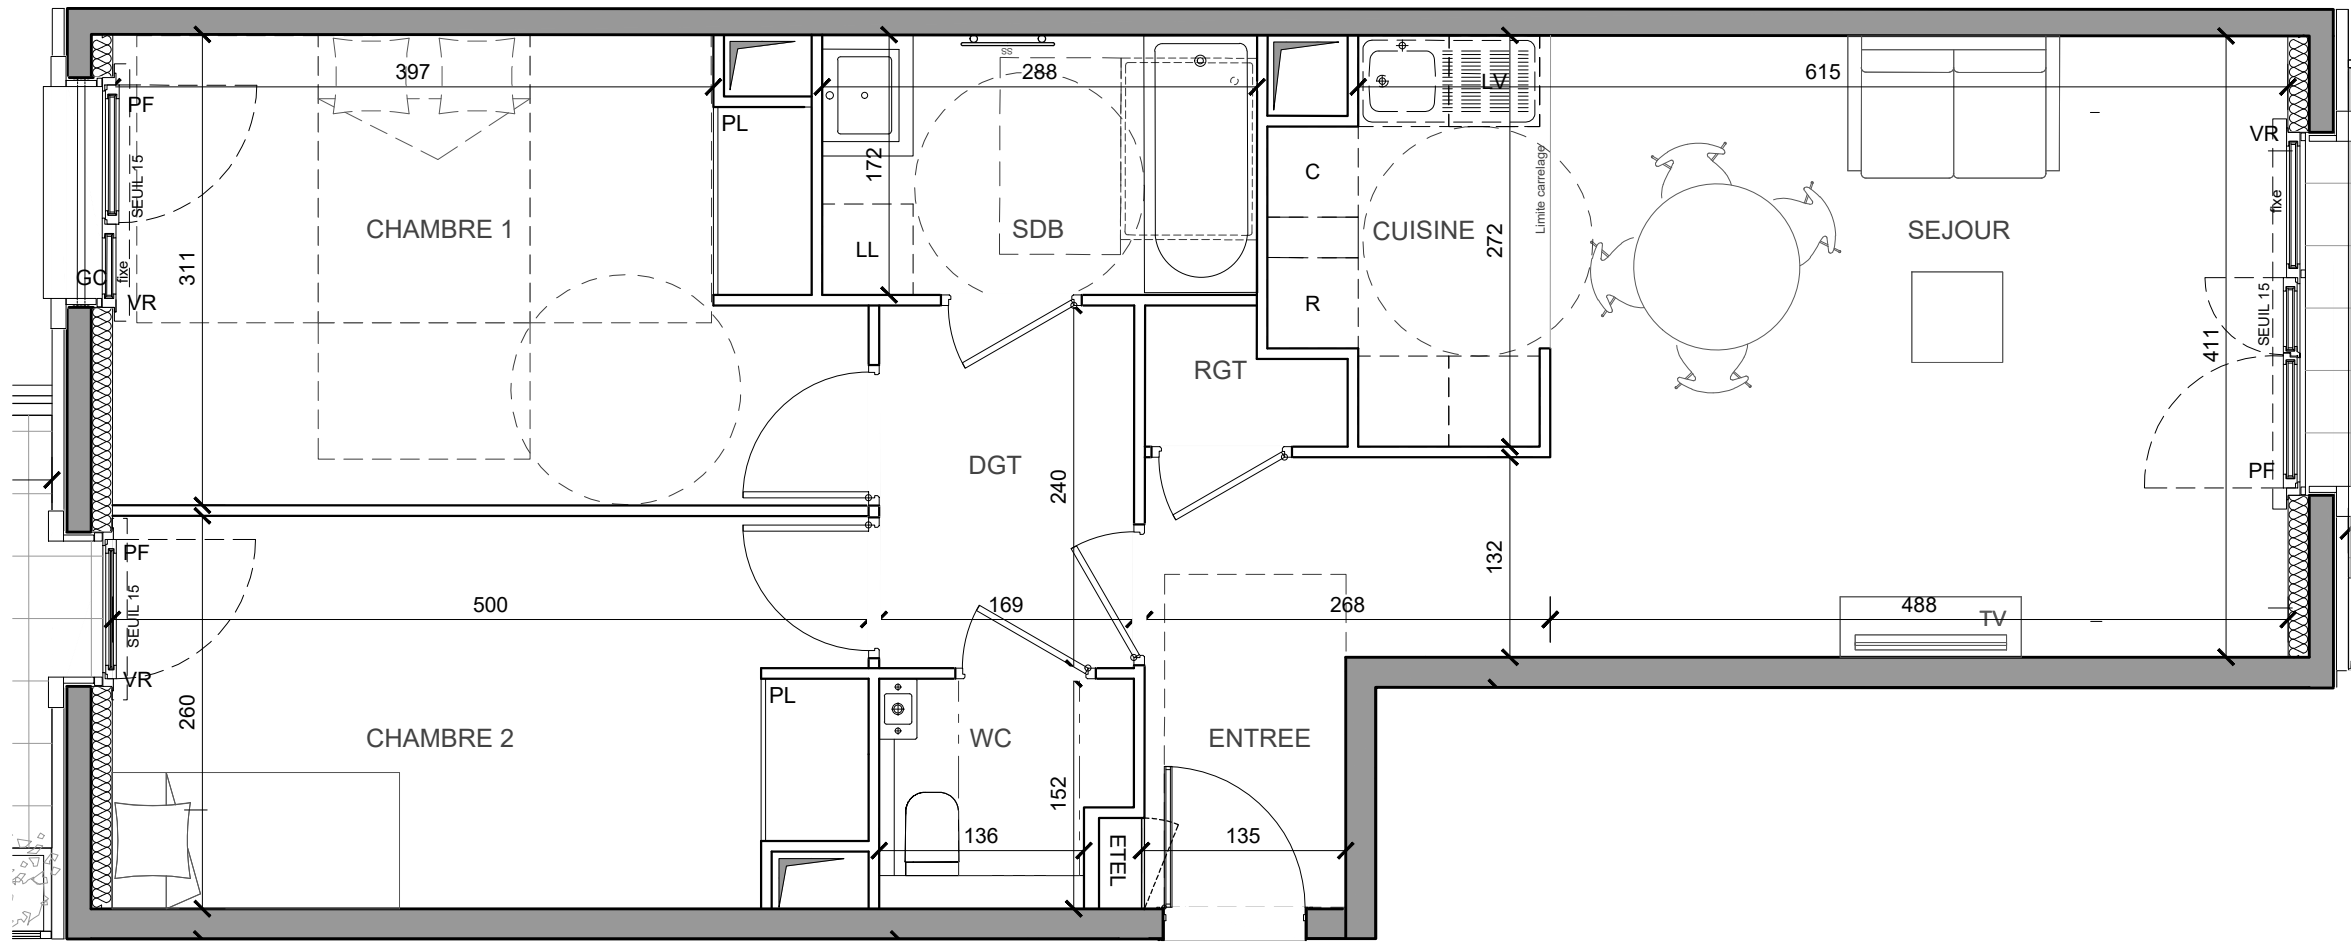 SS
397
288
615
PF
PL
LV
VR
SEUIL 15
172
C
Limite carrelage
fixe
CHAMBRE 1
SDB
CUISINE
272
SEJOUR
LL
311
GC
fixe
VR
R
SEUIL 15
411
RGT
DGT
240
PF
PF
132
SEUIL 15
500
169
268
488
TV
VR
PL
260
CHAMBRE 2
WC
ENTREE
152
136
ETEL
135